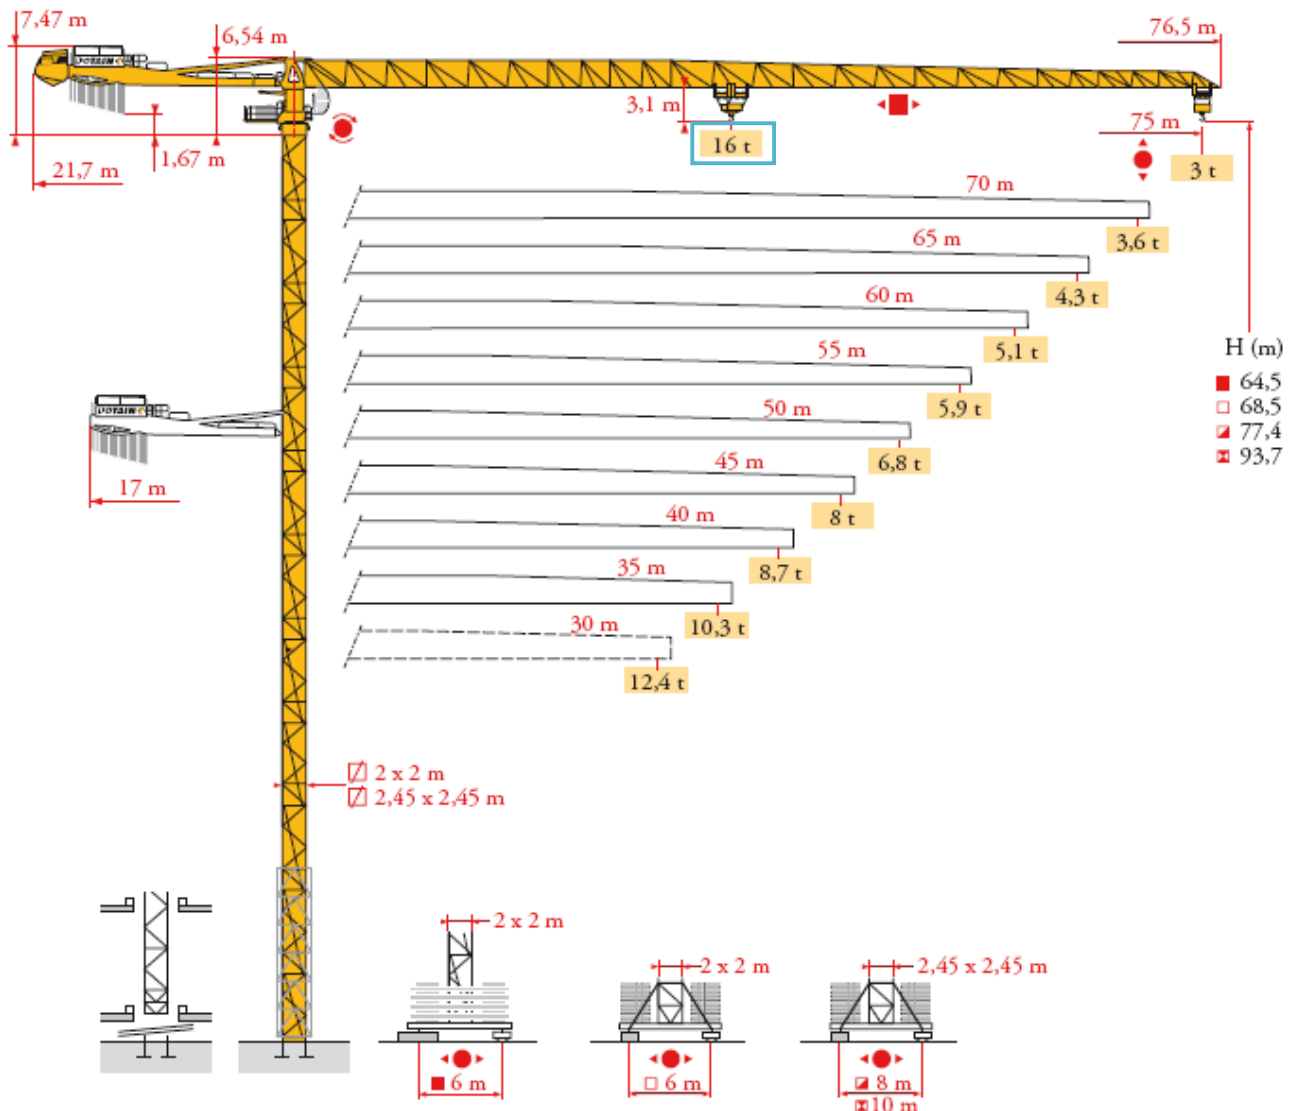 7,47 m
6,54 m
76,5 m
POTAIN
3,1 m
16 t
75 m
3 t
1,67 m
21,7 m
70 m
3,6 t
65 m
4,3 t
60 m
5,1 t
H (m)
64,5
68,5
77,4
93,7
55 m
5,9 t
POTAIN
50 m
6,8 t
17 m
45 m
8 t
40 m
8,7 t
35 m
10,3 t
30 m
12,4 t
2 x 2 m
2,45 x 2,45 m
2 x 2 m
2 x 2 m
2,45 x 2,45 m
6 m
6 m
8 m
10 m